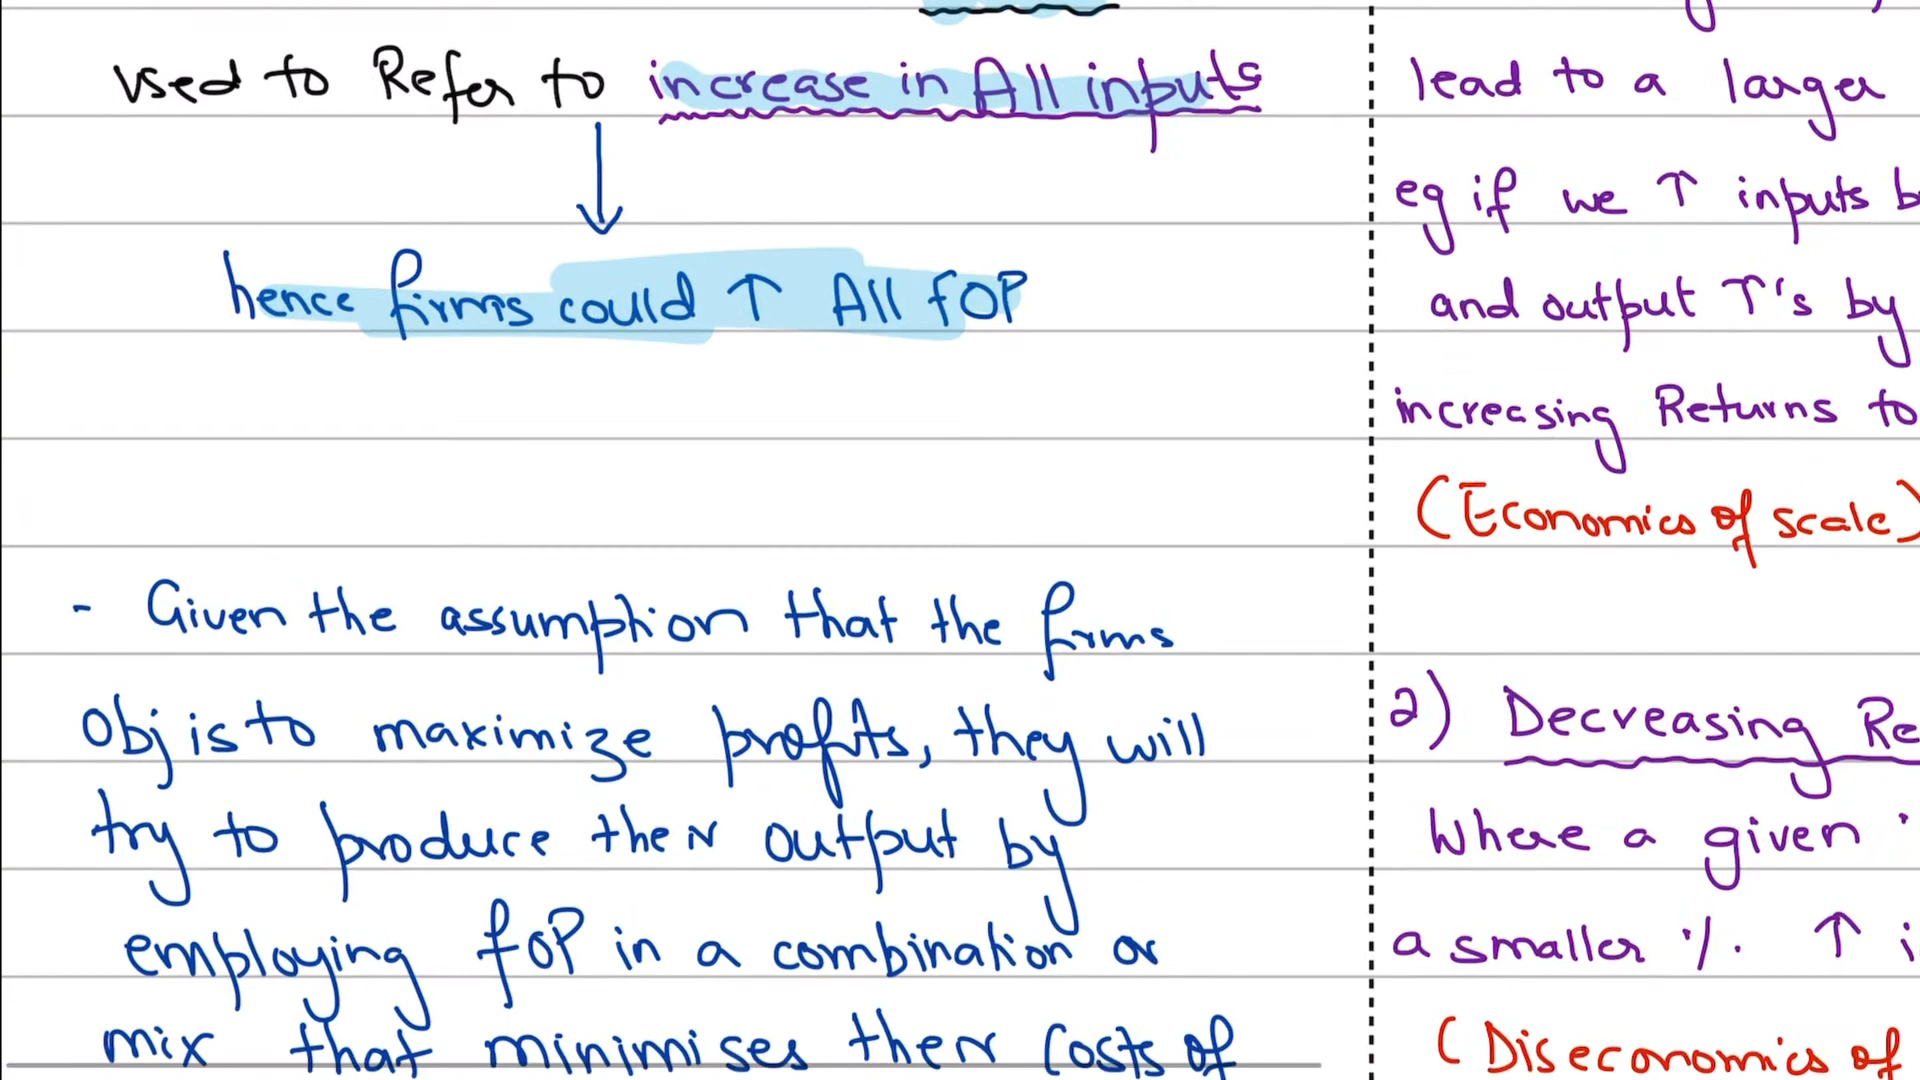 used to Refer to increase in All inputs
hence firms could ↑ All FOP
- Given the assumption that the firms
Obj is to maximize profits, they will
try to produce their output by
employing FOP in a combination or
mix that minimises their costs of
lead to a larger
eg if we ↑ inputs b
and output ↑'s by
increasing Returns to
(Economics of scale)
2) Decreasing Re
Where a given
a smaller %. ↑ i
(Diseconomics of